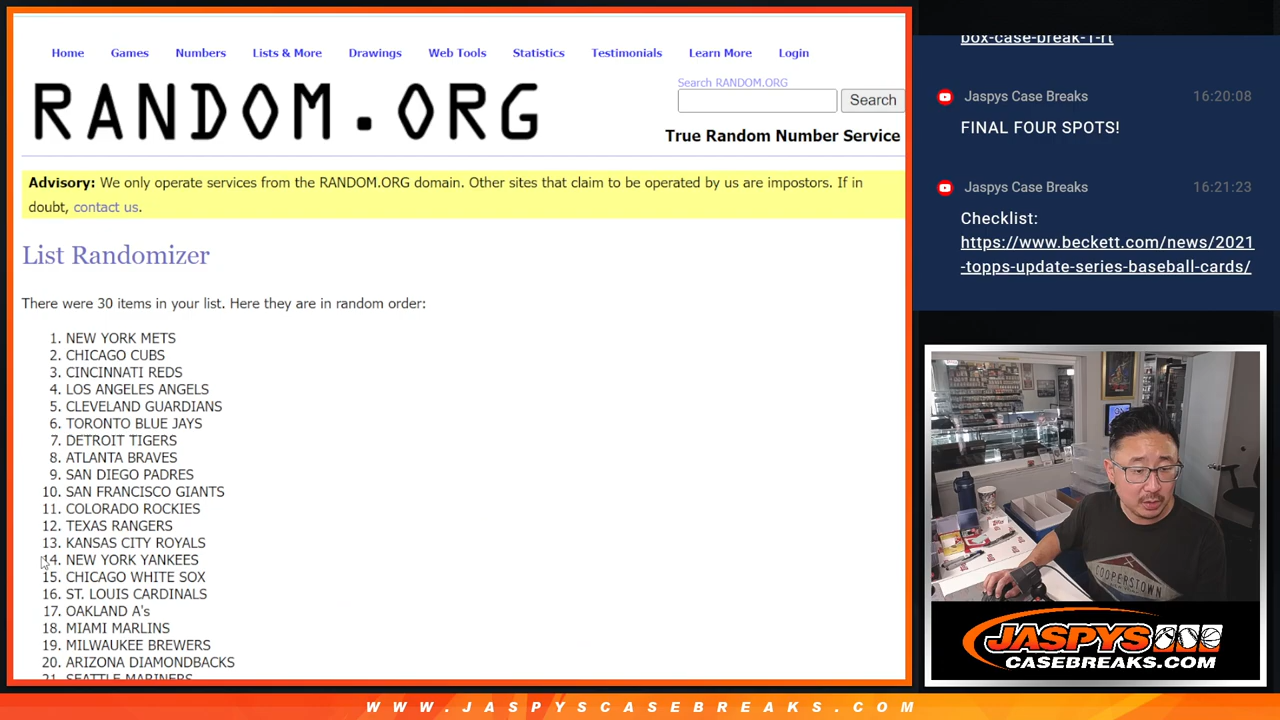 Home Games Numbers Lists & More Drawings Web Tools Statistics Testimonials Learn More Login
RANDOM.ORG
Search RANDOM.ORG
Search
True Random Number Service
Advisory: We only operate services from the RANDOM.ORG domain. Other sites that claim to be operated by us are impostors. If in
doubt, contact us.
List Randomizer
There were 30 items in your list. Here they are in random order:
1. NEW YORK METS
2. CHICAGO CUBS
3. CINCINNATI REDS
4. LOS ANGELES ANGELS
5. CLEVELAND GUARDIANS
6. TORONTO BLUE JAYS
7. DETROIT TIGERS
8. ATLANTA BRAVES
9. SAN DIEGO PADRES
10. SAN FRANCISCO GIANTS
11. COLORADO ROCKIES
12. TEXAS RANGERS
13. KANSAS CITY ROYALS
14. NEW YORK YANKEES
15. CHICAGO WHITE SOX
16. ST. LOUIS CARDINALS
17. OAKLAND A's
18. MIAMI MARLINS
19. MILWAUKEE BREWERS
20. ARIZONA DIAMONDBACKS
21. SEATTLE MARINERS
box-case-break-1-rt
Jaspys Case Breaks 16:20:08
FINAL FOUR SPOTS!
Jaspys Case Breaks 16:21:23
Checklist:
https://www.beckett.com/news/2021
-topps-update-series-baseball-cards/
COOPERSTOWN
JASPYS
CASEBREAKS.COM
WWW.JASPYSCASEBREAKS.COM